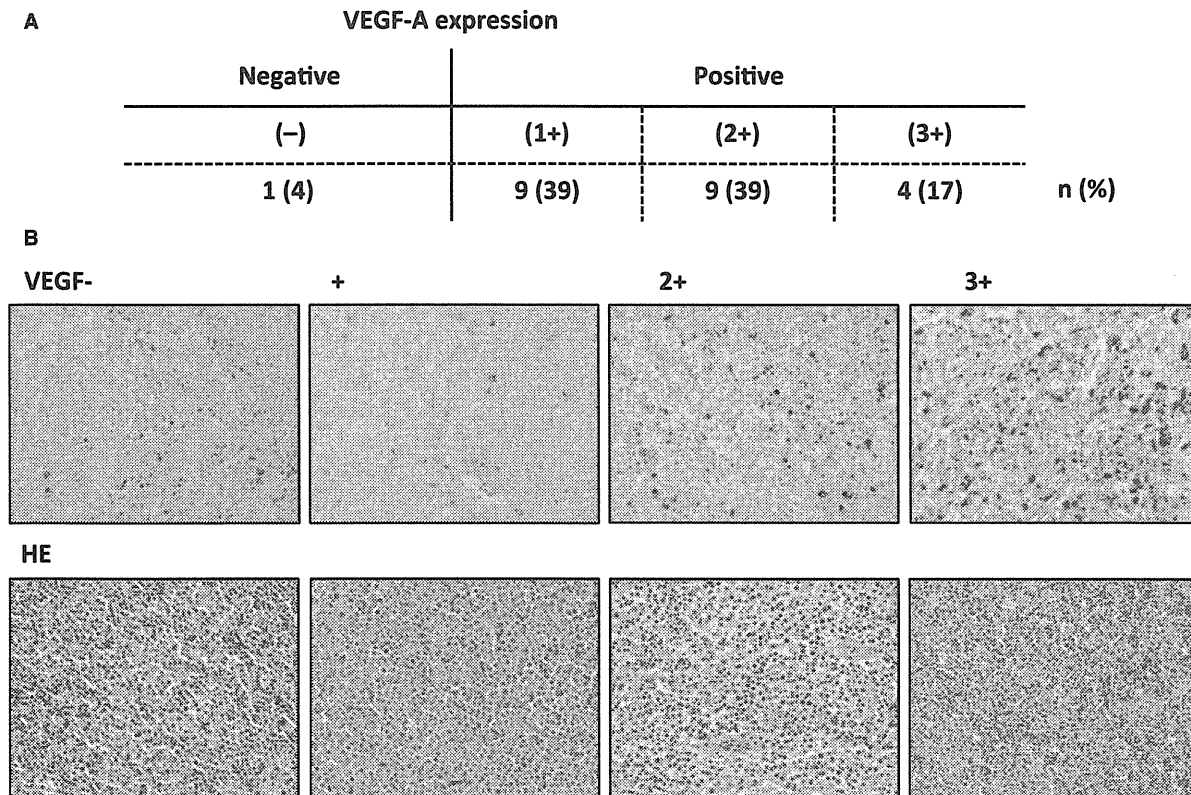 A
VEGF-A expression
Negative Positive
(–) (1+) (2+) (3+)
1 (4) 9 (39) 9 (39) 4 (17) n (%)
B
VEGF- + 2+ 3+
HE